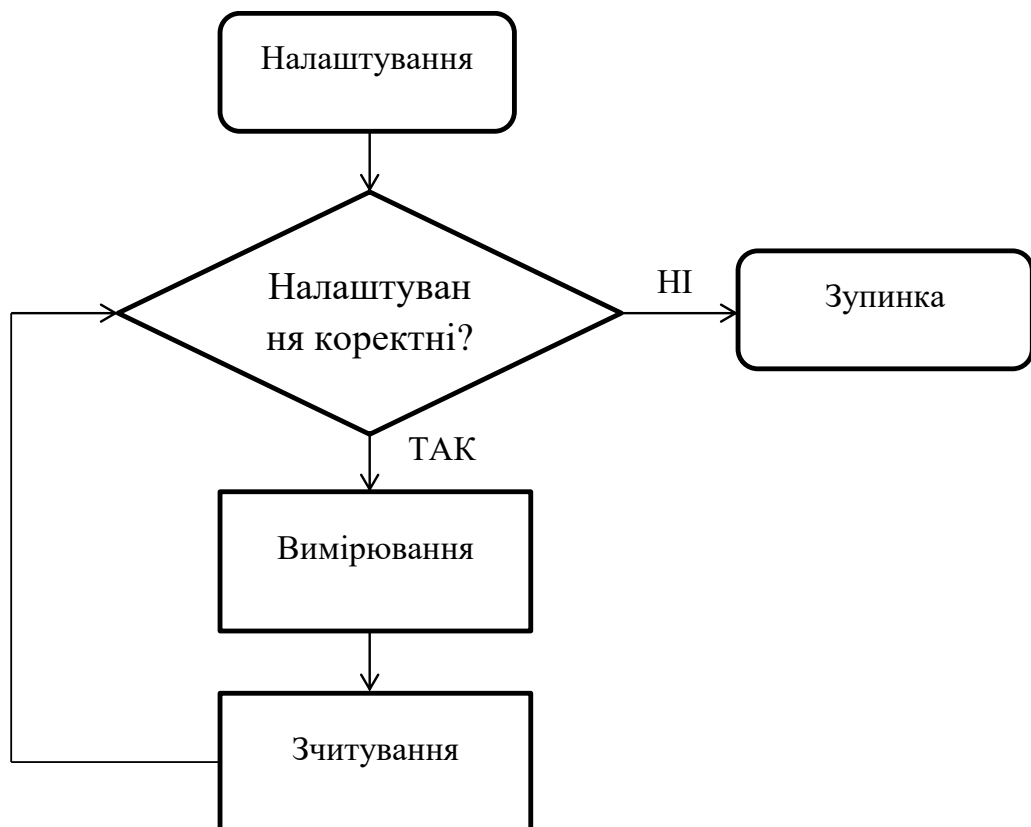 Налаштування
Налаштуван
ня коректні?
НІ
Зупинка
ТАК
Вимірювання
Зчитування